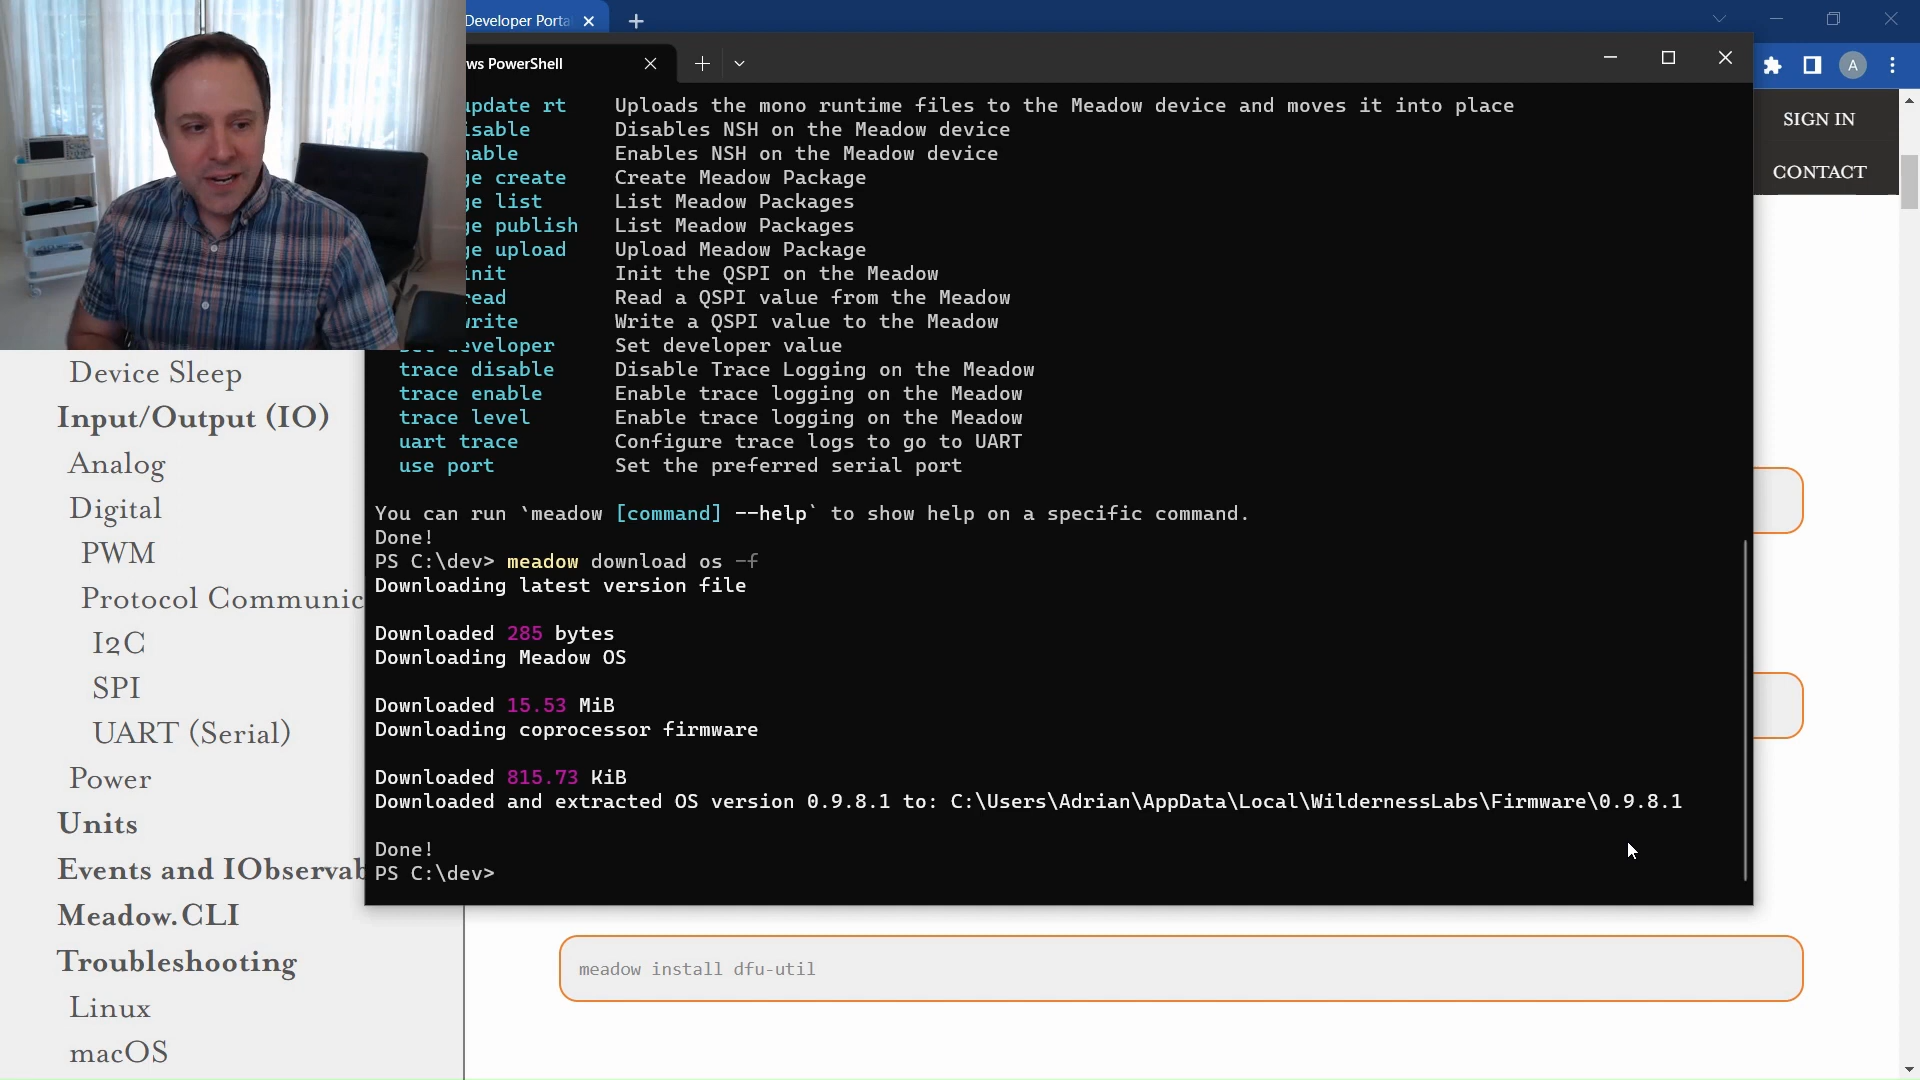 Developer Porta
ws PowerShell
A
SIGN IN
CONTACT
update rt Uploads the mono runtime files to the Meadow device and moves it into place
isable Disables NSH on the Meadow device
nable Enables NSH on the Meadow device
ge create Create Meadow Package
ge list List Meadow Packages
ge publish List Meadow Packages
ge upload Upload Meadow Package
init Init the QSPI on the Meadow
read Read a QSPI value from the Meadow
write Write a QSPI value to the Meadow
developer Set developer value
trace disable Disable Trace Logging on the Meadow
trace enable Enable trace logging on the Meadow
trace level Enable trace logging on the Meadow
uart trace Configure trace logs to go to UART
use port Set the preferred serial port
You can run `meadow [command] --help` to show help on a specific command.
Done!
PS C:\dev> meadow download os -f
Downloading latest version file
Downloaded 285 bytes
Downloading Meadow OS
Downloaded 15.53 MiB
Downloading coprocessor firmware
Downloaded 815.73 KiB
Downloaded and extracted OS version 0.9.8.1 to: C:\Users\Adrian\AppData\Local\WildernessLabs\Firmware\0.9.8.1
Done!
PS C:\dev>
Device Sleep
Input/Output (IO)
Analog
Digital
PWM
Protocol Communic
I2C
SPI
UART (Serial)
Power
Units
Events and IObservab
Meadow.CLI
Troubleshooting
Linux
macOS
meadow install dfu-util